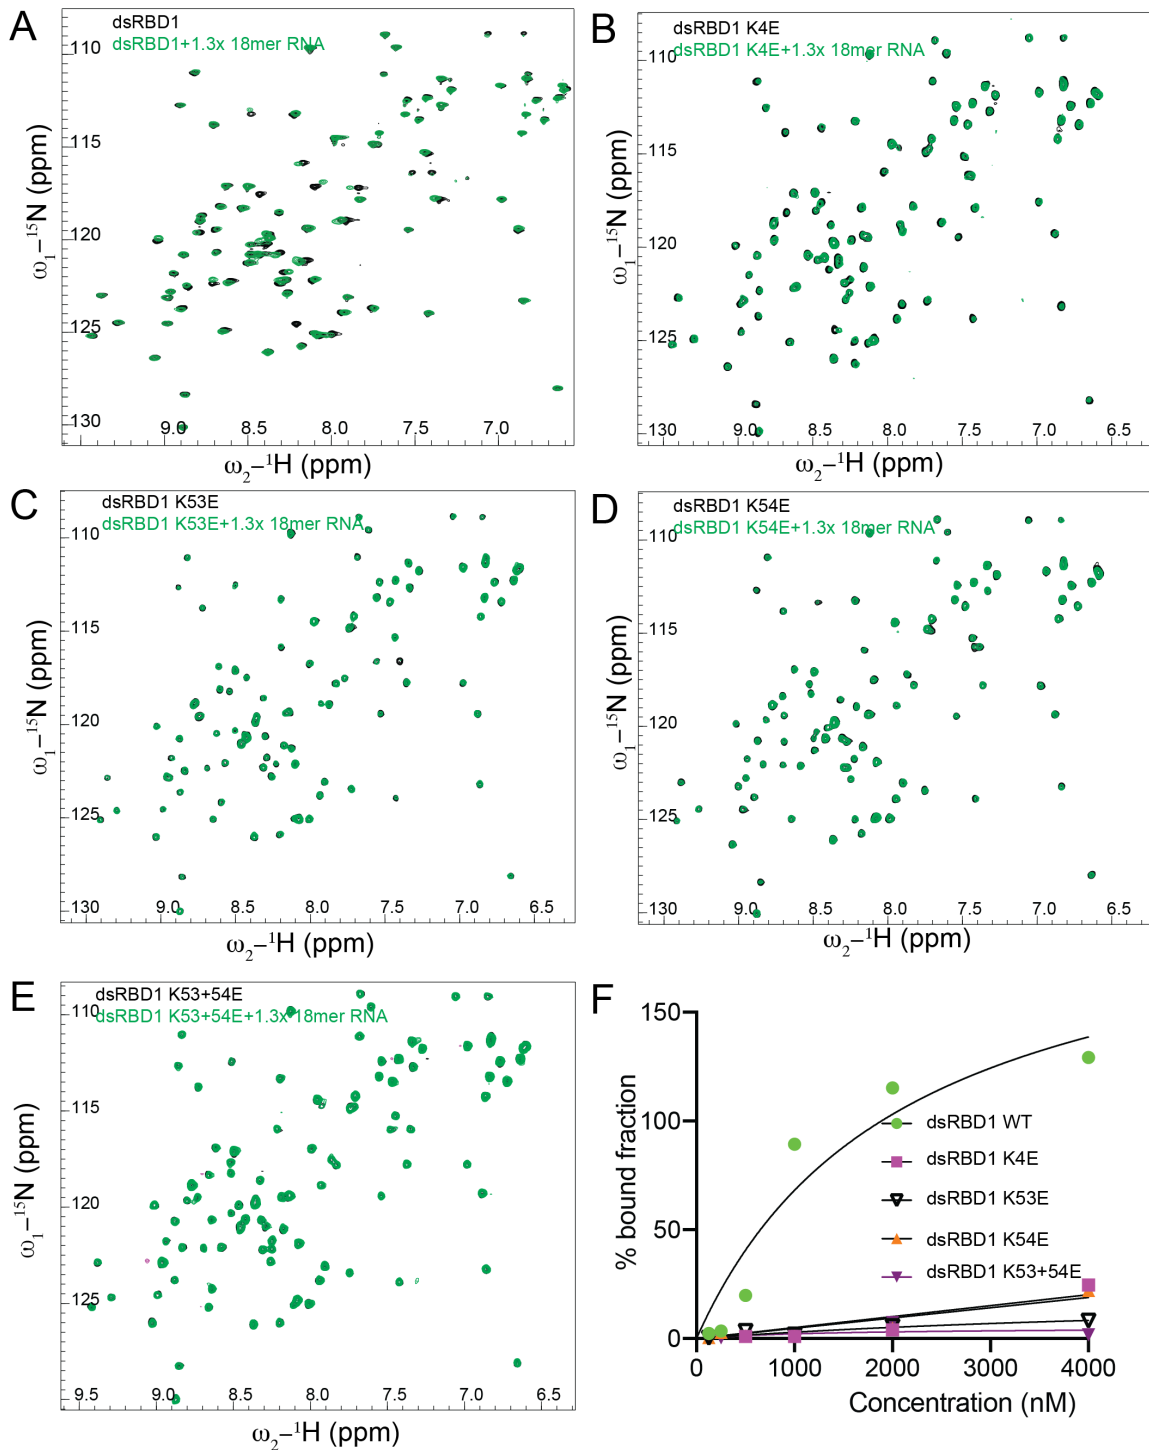 A
dsRBD1
dsRBD1+1.3x 18mer RNA
110
115
120
125
130
9.0 8.5 8.0 7.5 7.0
ω1–15N (ppm)
ω2–1H (ppm)
B
dsRBD1 K4E
dsRBD1 K4E+1.3x 18mer RNA
110
115
120
125
130
9.0 8.5 8.0 7.5 7.0 6.5
ω1–15N (ppm)
ω2–1H (ppm)
C
dsRBD1 K53E
dsRBD1 K53E+1.3x 18mer RNA
110
115
120
125
130
9.0 8.5 8.0 7.5 7.0 6.5
ω1–15N (ppm)
ω2–1H (ppm)
D
dsRBD1 K54E
dsRBD1 K54E+1.3x 18mer RNA
110
115
120
125
130
9.0 8.5 8.0 7.5 7.0 6.5
ω1–15N (ppm)
ω2–1H (ppm)
E
dsRBD1 K53+54E
dsRBD1 K53+54E+1.3x 18mer RNA
110
115
120
125
9.5 9.0 8.5 8.0 7.5 7.0 6.5
ω1–15N (ppm)
ω2–1H (ppm)
F
150
100
50
0
% bound fraction
dsRBD1 WT
dsRBD1 K4E
dsRBD1 K53E
dsRBD1 K54E
dsRBD1 K53+54E
0 1000 2000 3000 4000
Concentration (nM)